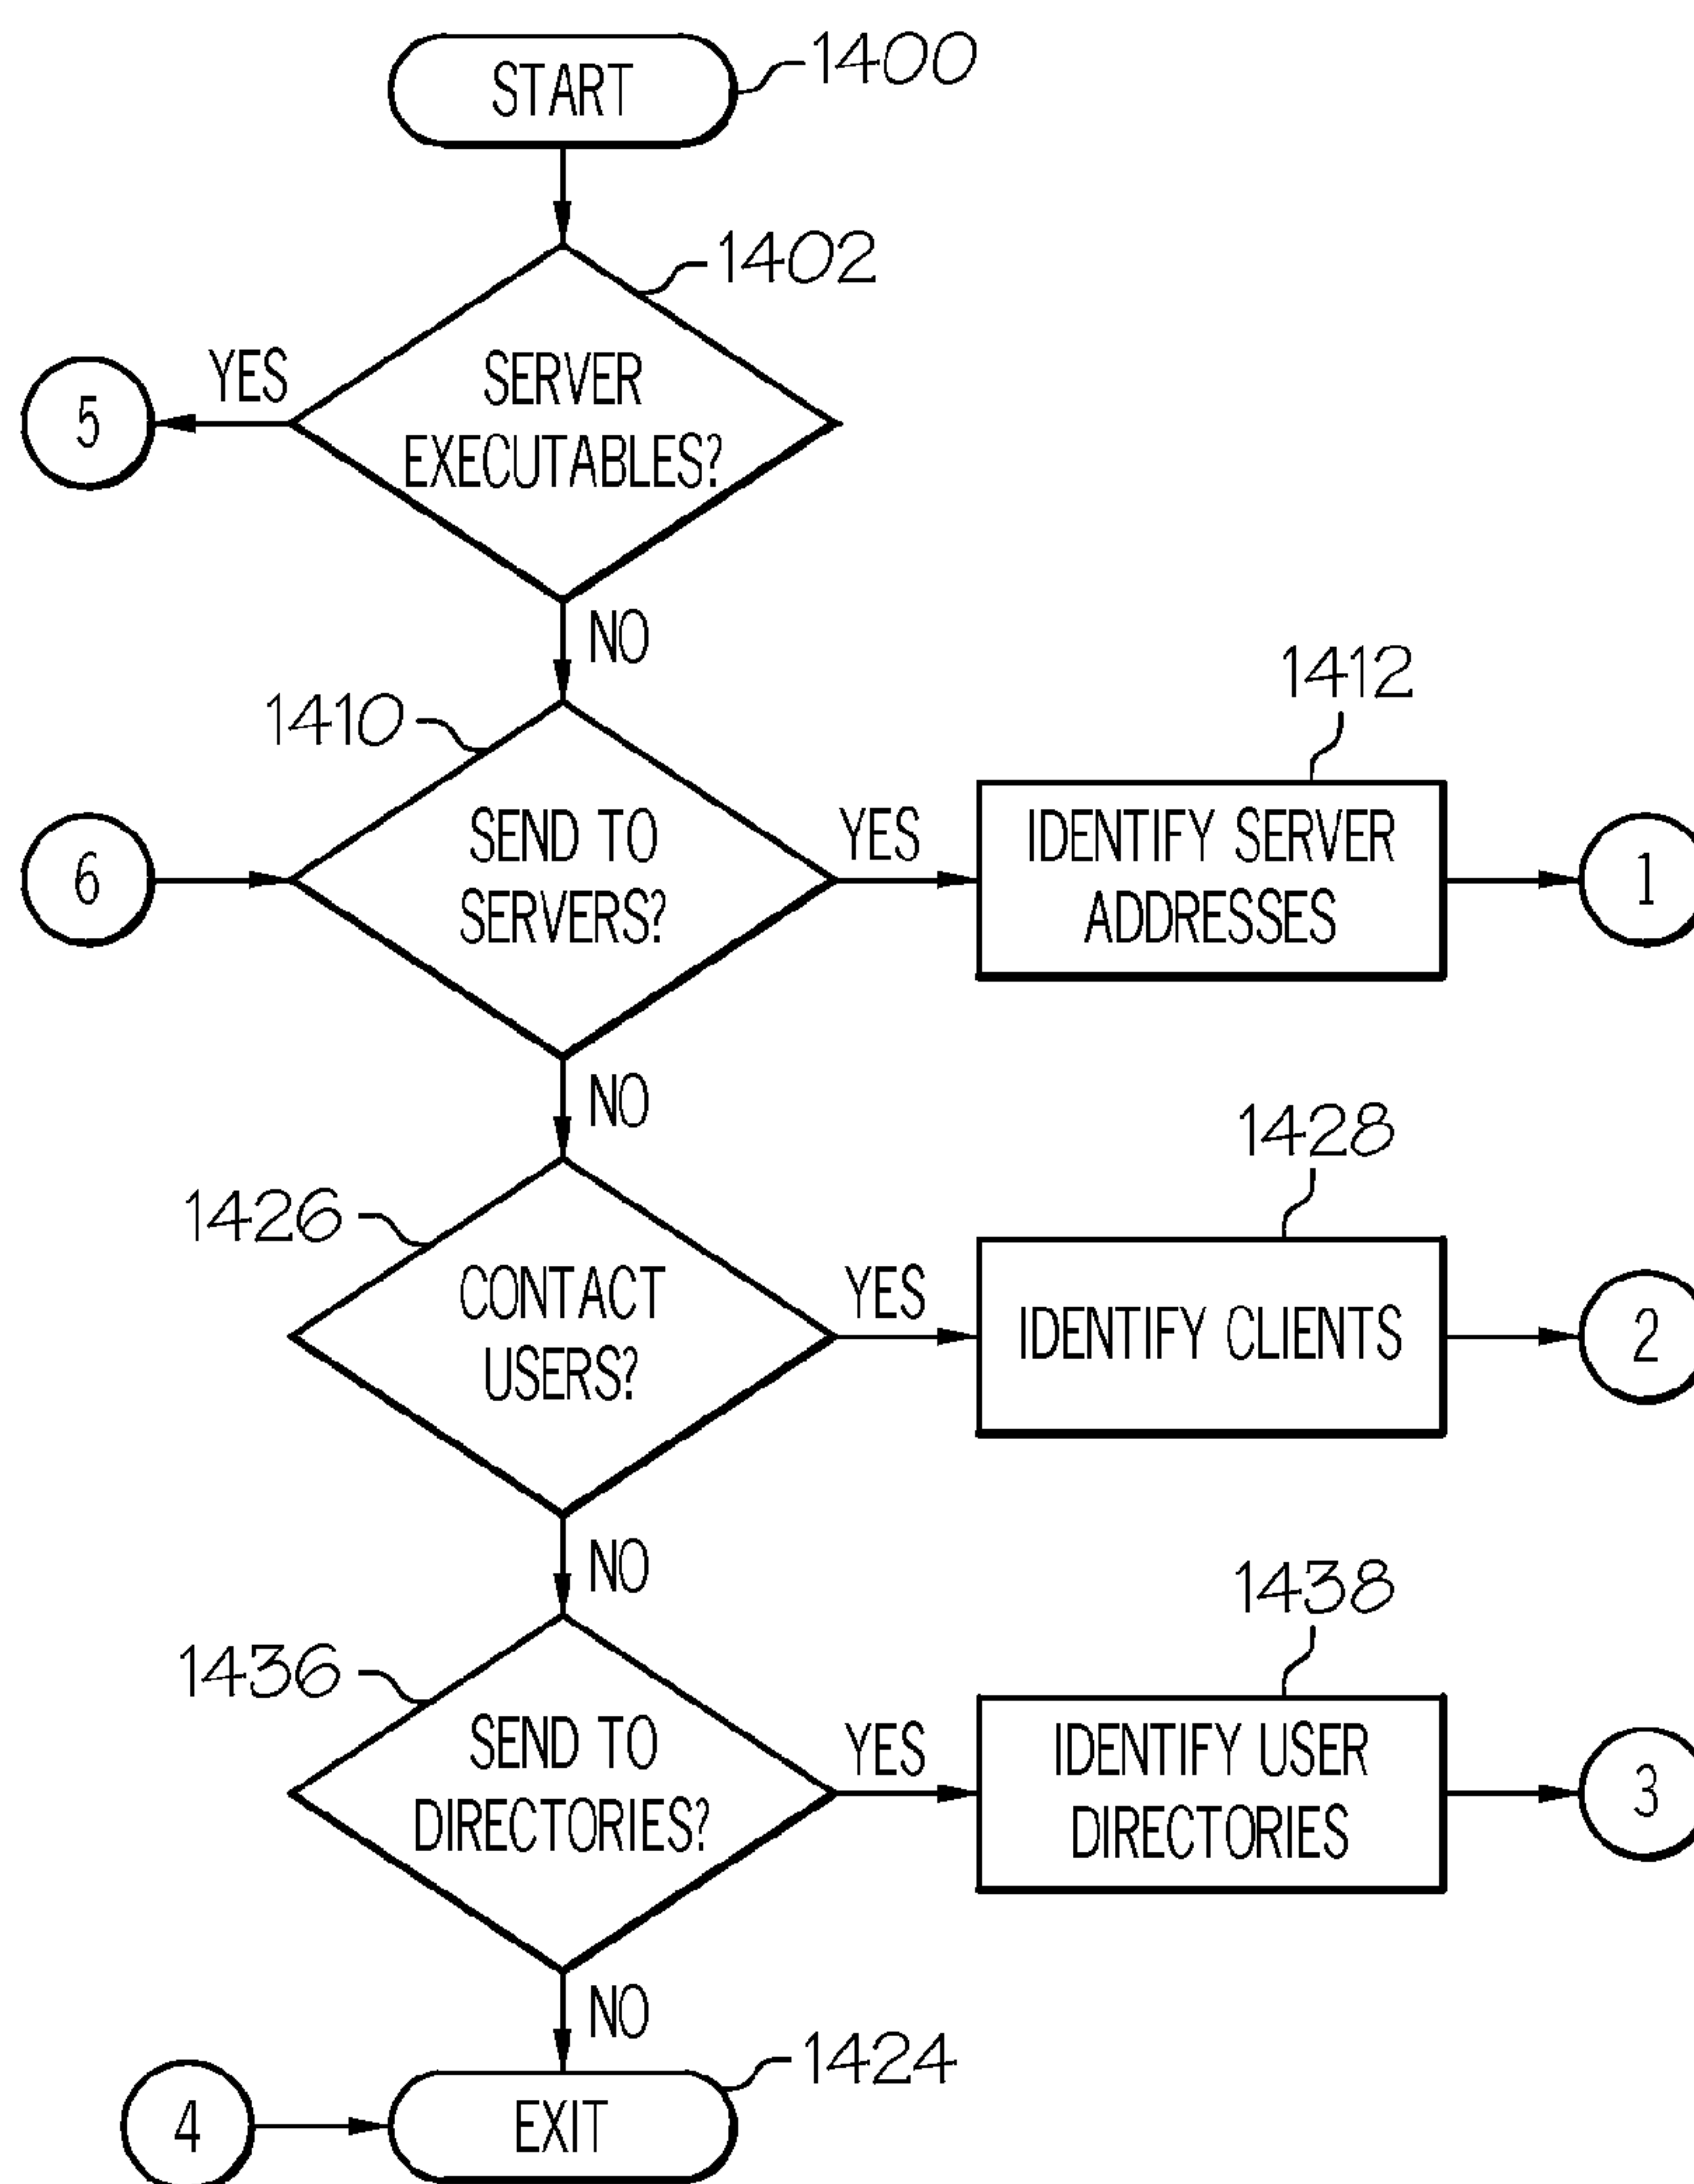 START
1400
1402
YES
SERVER
EXECUTABLES?
5
NO
1410
1412
6
SEND TO
SERVERS?
YES
IDENTIFY SERVER
ADDRESSES
1
NO
1426
1428
CONTACT
USERS?
YES
IDENTIFY CLIENTS
2
NO
1436
1438
SEND TO
DIRECTORIES?
YES
IDENTIFY USER
DIRECTORIES
3
NO
1424
4
EXIT